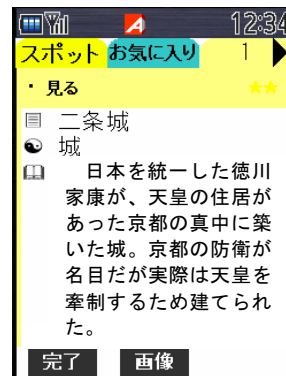 12:34
スポット お気に入り 1
・見る
二条城
城
日本を統一した徳川
家康が、天皇の住居が
あった京都の真中に築
いた城。京都の防衛が
名目だが実際は天皇を
牽制するため建てられ
た。
完了 画像